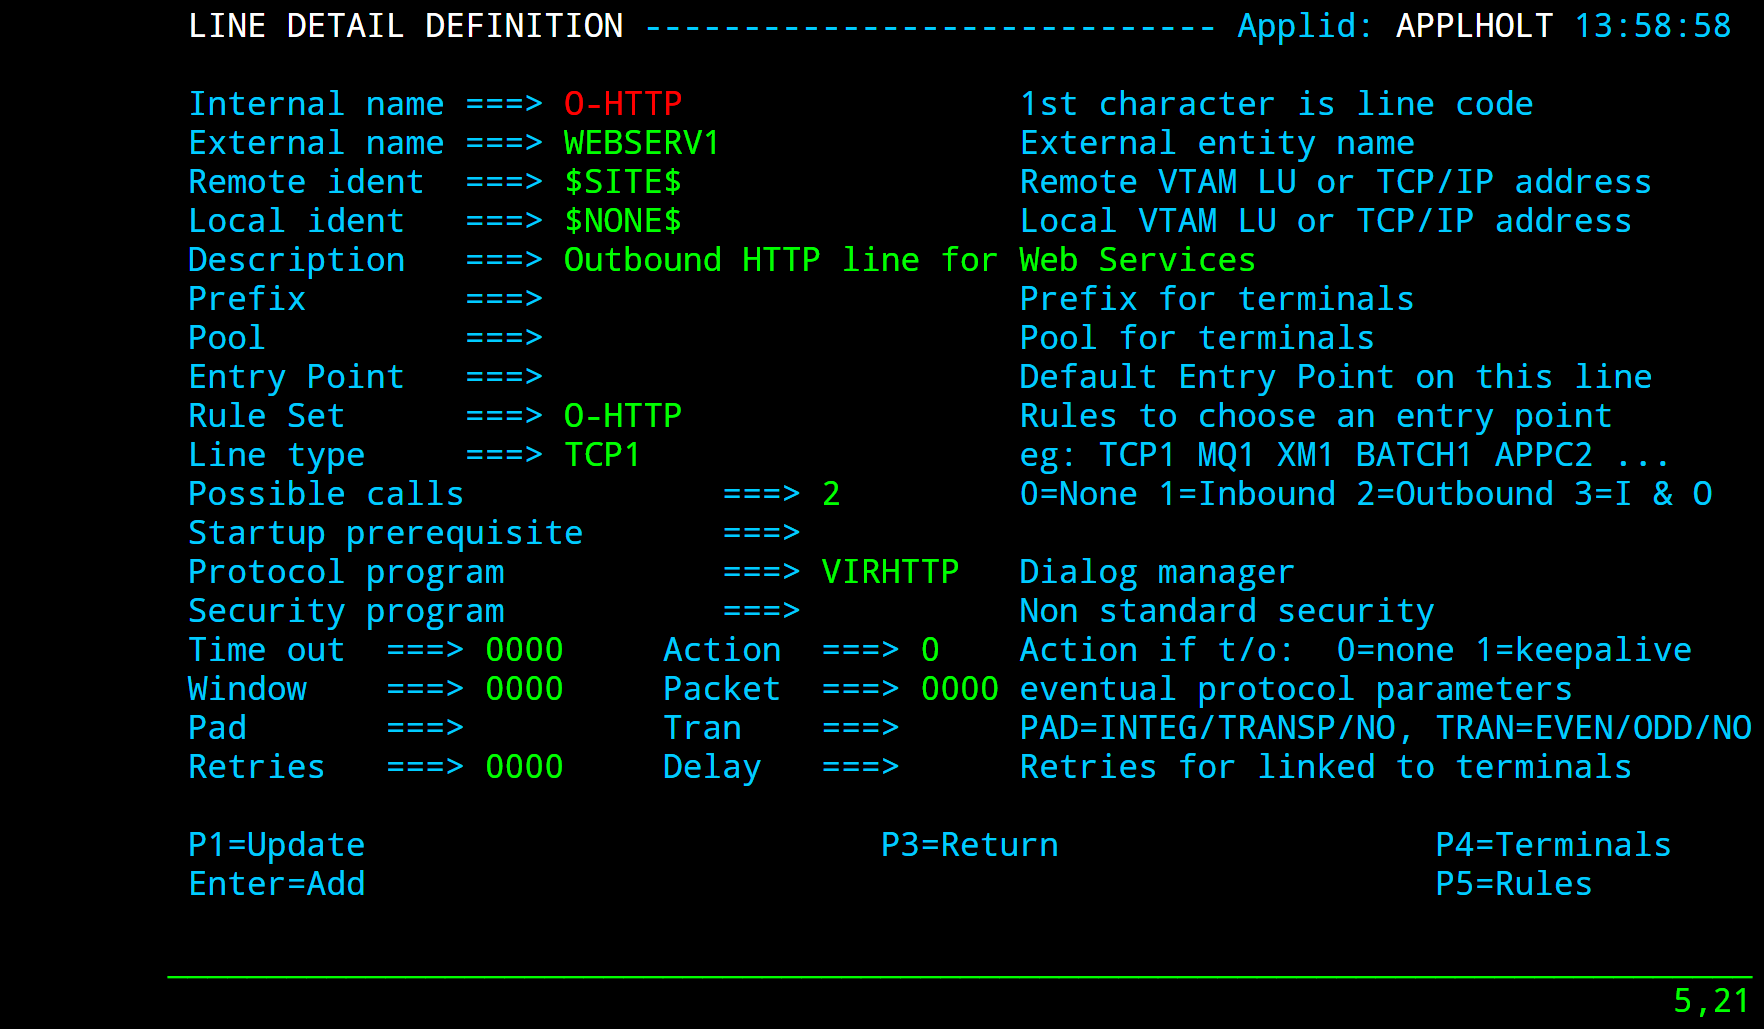 LINE DETAIL DEFINITION ----------------------------- Applid: APPLHOLT 13:58:58
Internal name ===> O-HTTP 1st character is line code
External name ===> WEBSERV1 External entity name
Remote ident ===> $SITE$ Remote VTAM LU or TCP/IP address
Local ident ===> $NONE$ Local VTAM LU or TCP/IP address
Description ===> Outbound HTTP line for Web Services
Prefix ===> Prefix for terminals
Pool ===> Pool for terminals
Entry Point ===> Default Entry Point on this line
Rule Set ===> O-HTTP Rules to choose an entry point
Line type ===> TCP1 eg: TCP1 MQ1 XM1 BATCH1 APPC2 ...
Possible calls ===> 2 0=None 1=Inbound 2=Outbound 3=I & O
Startup prerequisite ===>
Protocol program ===> VIRHTTP Dialog manager
Security program ===> Non standard security
Time out ===> 0000 Action ===> 0 Action if t/o: 0=none 1=keepalive
Window ===> 0000 Packet ===> 0000 eventual protocol parameters
Pad ===> Tran ===> PAD=INTEG/TRANSP/NO, TRAN=EVEN/ODD/NO
Retries ===> 0000 Delay ===> Retries for linked to terminals
P1=Update P3=Return P4=Terminals
Enter=Add P5=Rules
5,21